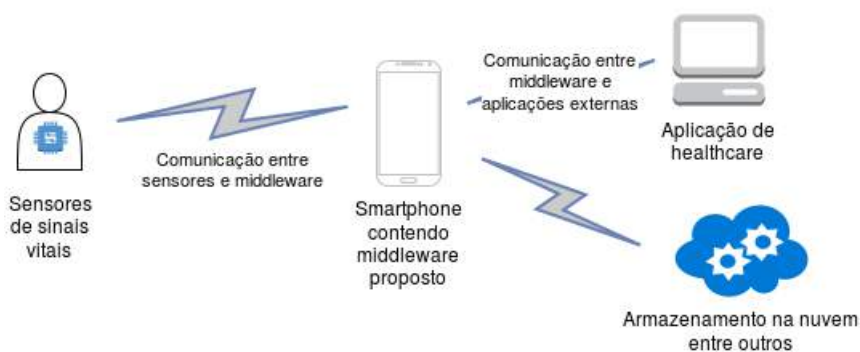 Sensores
de sinais
vitais
Comunicação entre
sensores e middleware
Smartphone
contendo
middleware
proposto
Comunicação entre
middleware e
aplicações externas
Aplicação de
healthcare
Armazenamento na nuvem
entre outros